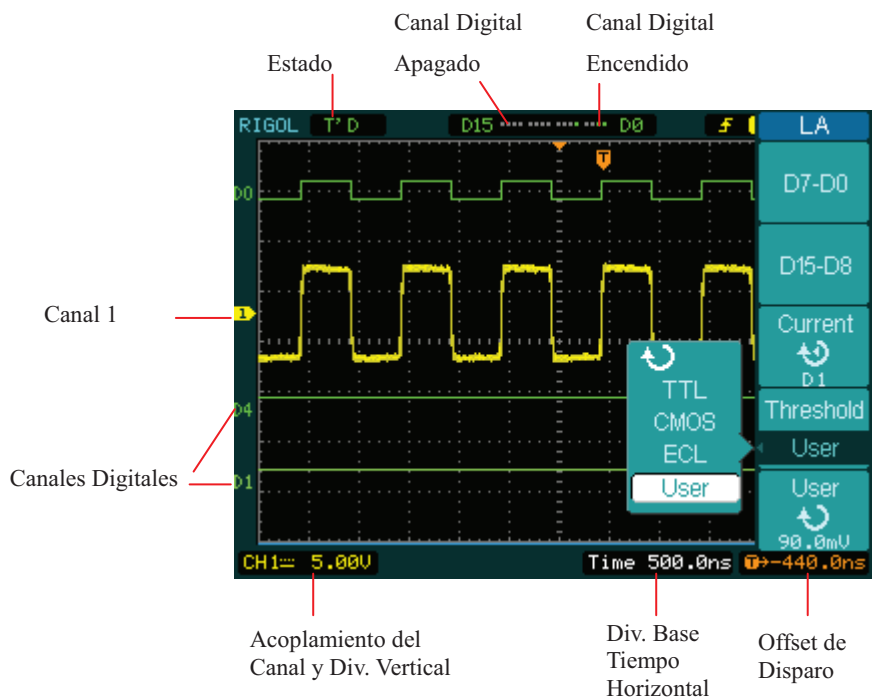 Canal Digital Apagado
Canal Digital Encendido
Estado
RIGOL T'D D15 D0 LA
D0
D7-D0
D15-D8
Canal 1
1
Current
D1
D4
TTL
CMOS
ECL
User
Threshold
User
Canales Digitales
D1
User
90.0mV
CH1 5.00V Time 500.0ns T→-440.0ns
T
Acoplamiento del
Canal y Div. Vertical
Div. Base
Tiempo
Horizontal
Offset de
Disparo